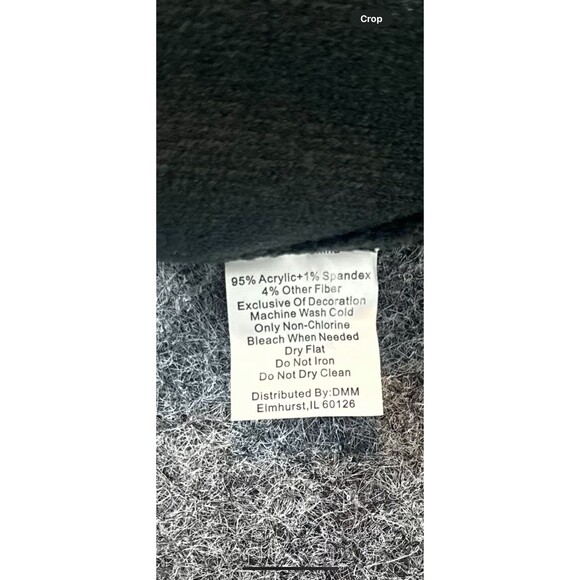 Crop
95% Acrylic+1% Spandex
4% Other Fiber
Exclusive Of Decoration
Machine Wash Cold
Only Non-Chlorine
Bleach When Needed
Dry Flat
Do Not Iron
Do Not Dry Clean
Distributed By:DMM
Elmhurst,IL 60126